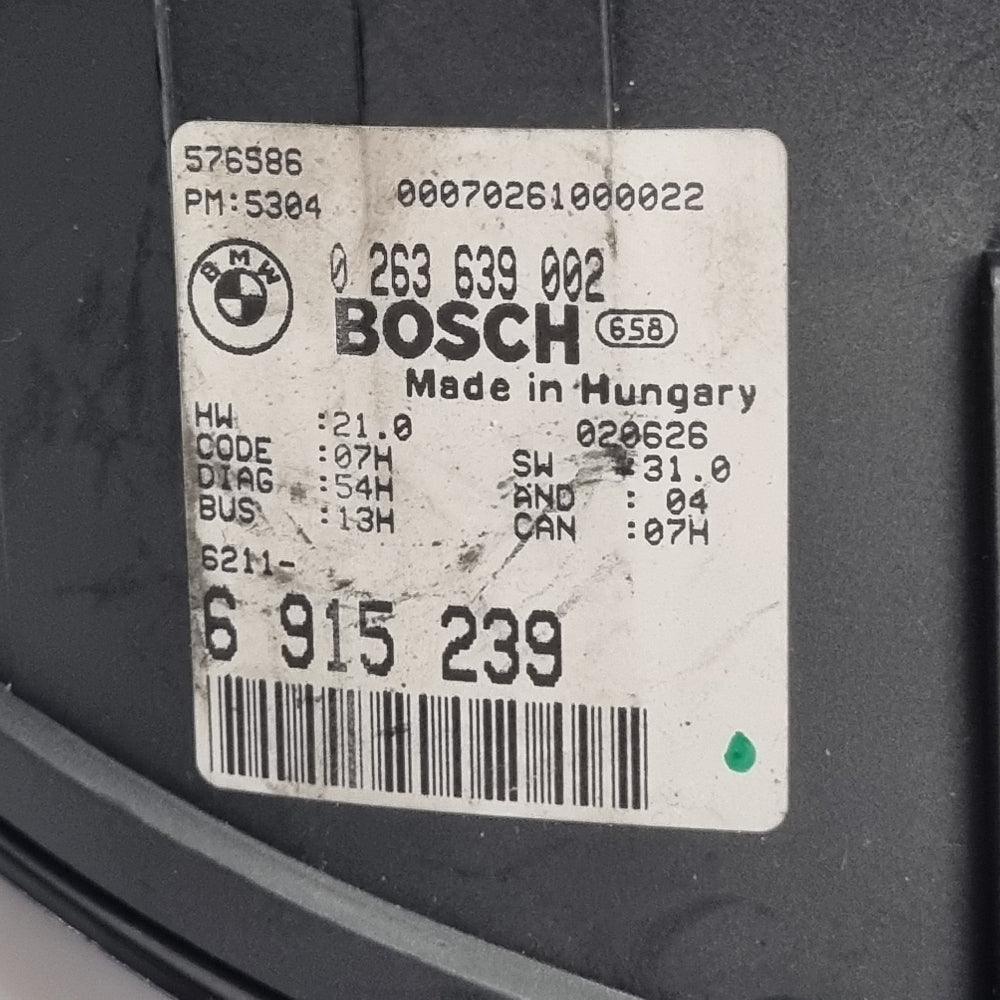 576586
PM:5304
00070261000022
BMW
0 263 639 002
BOSCH 658
Made in Hungary
020626
HW :21.0
CODE :07H
DIAG :54H
BUS :13H
SW :31.0
AND : 04
CAN :07H
6211-
6 915 239